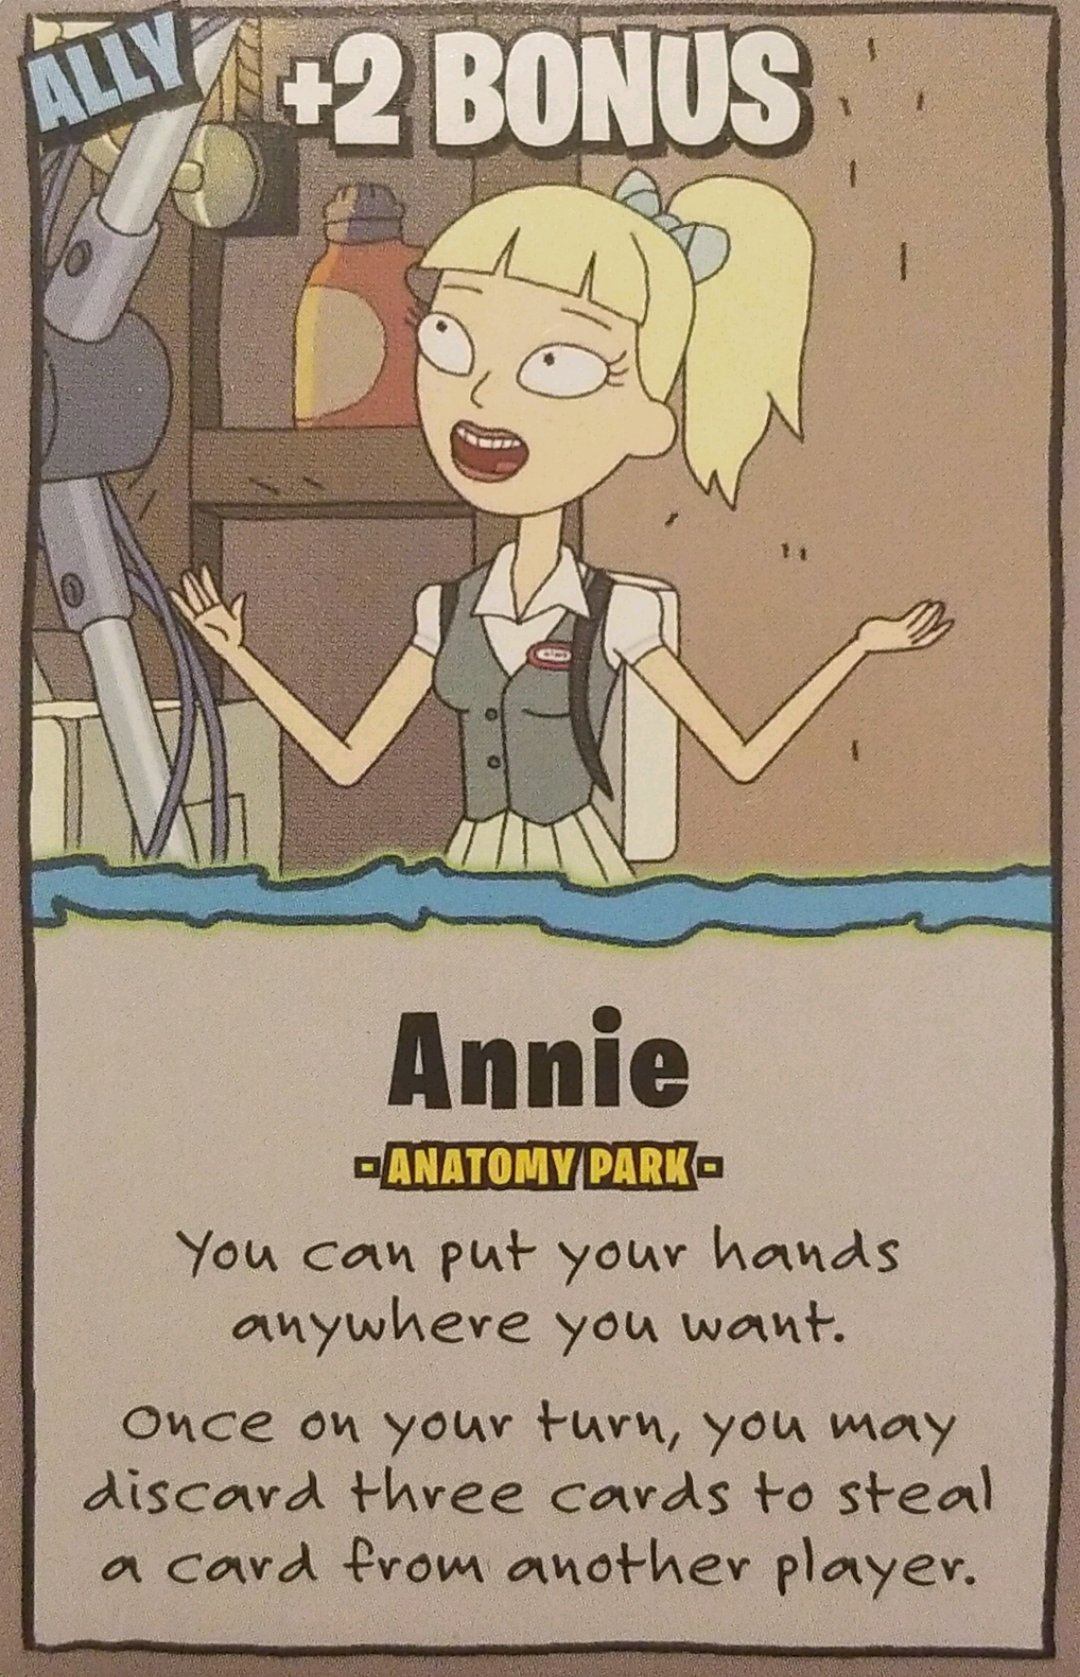 ALLY
+2 BONUS
Annie
- ANATOMY PARK -
You can put your hands
anywhere you want.
Once on your turn, you may
discard three cards to steal
a card from another player.